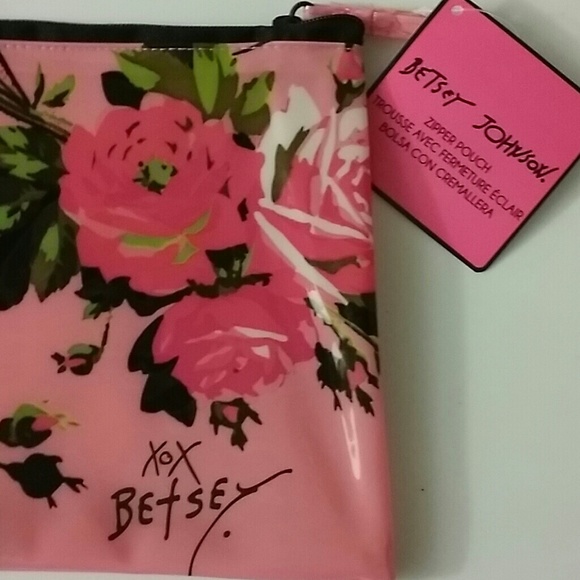 BETSEY JOHNSON.
ZIPPER POUCH
TROUSSE AVEC FERMETURE ÉCLAIR
BOLSA CON CREMALLERA
XOX
BETSEY